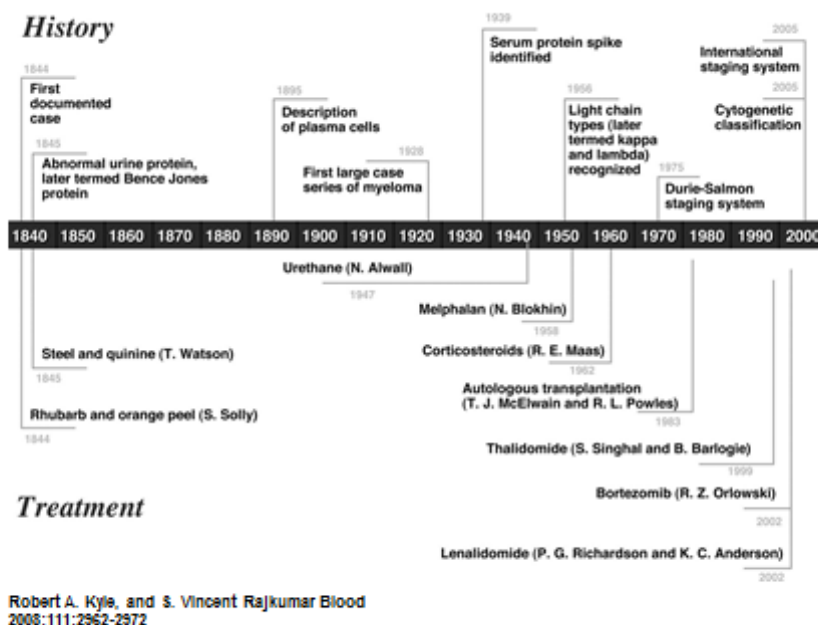 History
1844
First
documented
case
1845
Abnormal urine protein,
later termed Bence Jones
protein
1895
Description
of plasma cells
1928
First large case
series of myeloma
1939
Serum protein spike
identified
1956
Light chain
types (later
termed kappa
and lambda)
recognized
1975
Durie-Salmon
staging system
2005
International
staging system
2005
Cytogenetic
classification
1840 1850 1860 1870 1880 1890 1900 1910 1920 1930 1940 1950 1960 1970 1980 1990 2000
Urethane (N. Alwall)
1947
Melphalan (N. Blokhin)
1958
Corticosteroids (R. E. Maas)
1962
Autologous transplantation
(T. J. McElwain and R. L. Powles)
1983
Thalidomide (S. Singhal and B. Barlogie)
1999
Bortezomib (R. Z. Orlowski)
2002
Lenalidomide (P. G. Richardson and K. C. Anderson)
2002
Steel and quinine (T. Watson)
1845
Rhubarb and orange peel (S. Solly)
1844
Treatment
Robert A. Kyle, and S. Vincent Rajkumar Blood
2008;111:2962-2972